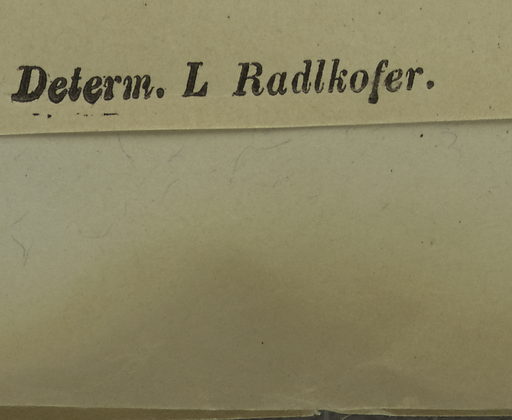 Determ. L Radlkofer.